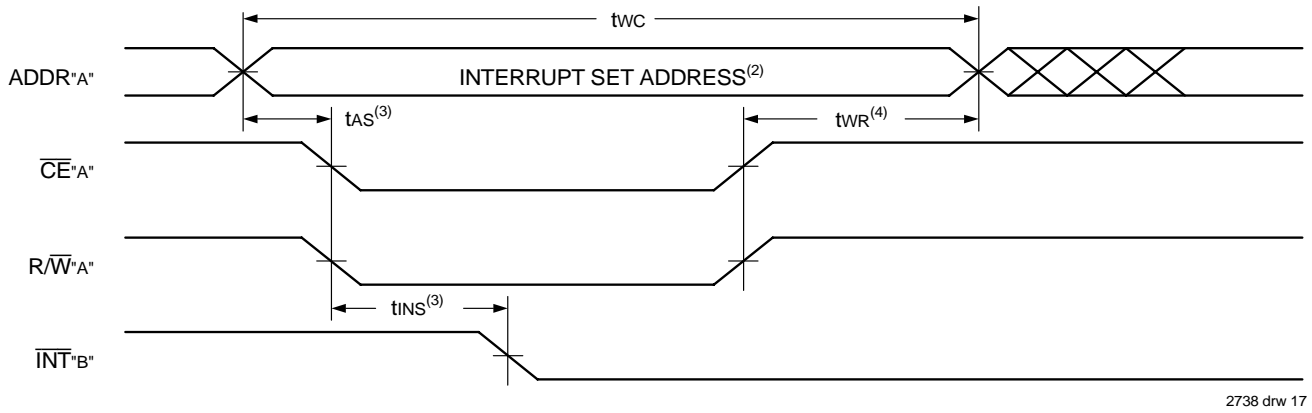 tWC
ADDR"A"
INTERRUPT SET ADDRESS(2)
tAS(3)
tWR(4)
CE"A"
R/W"A"
tINS(3)
INT"B"
2738 drw 17